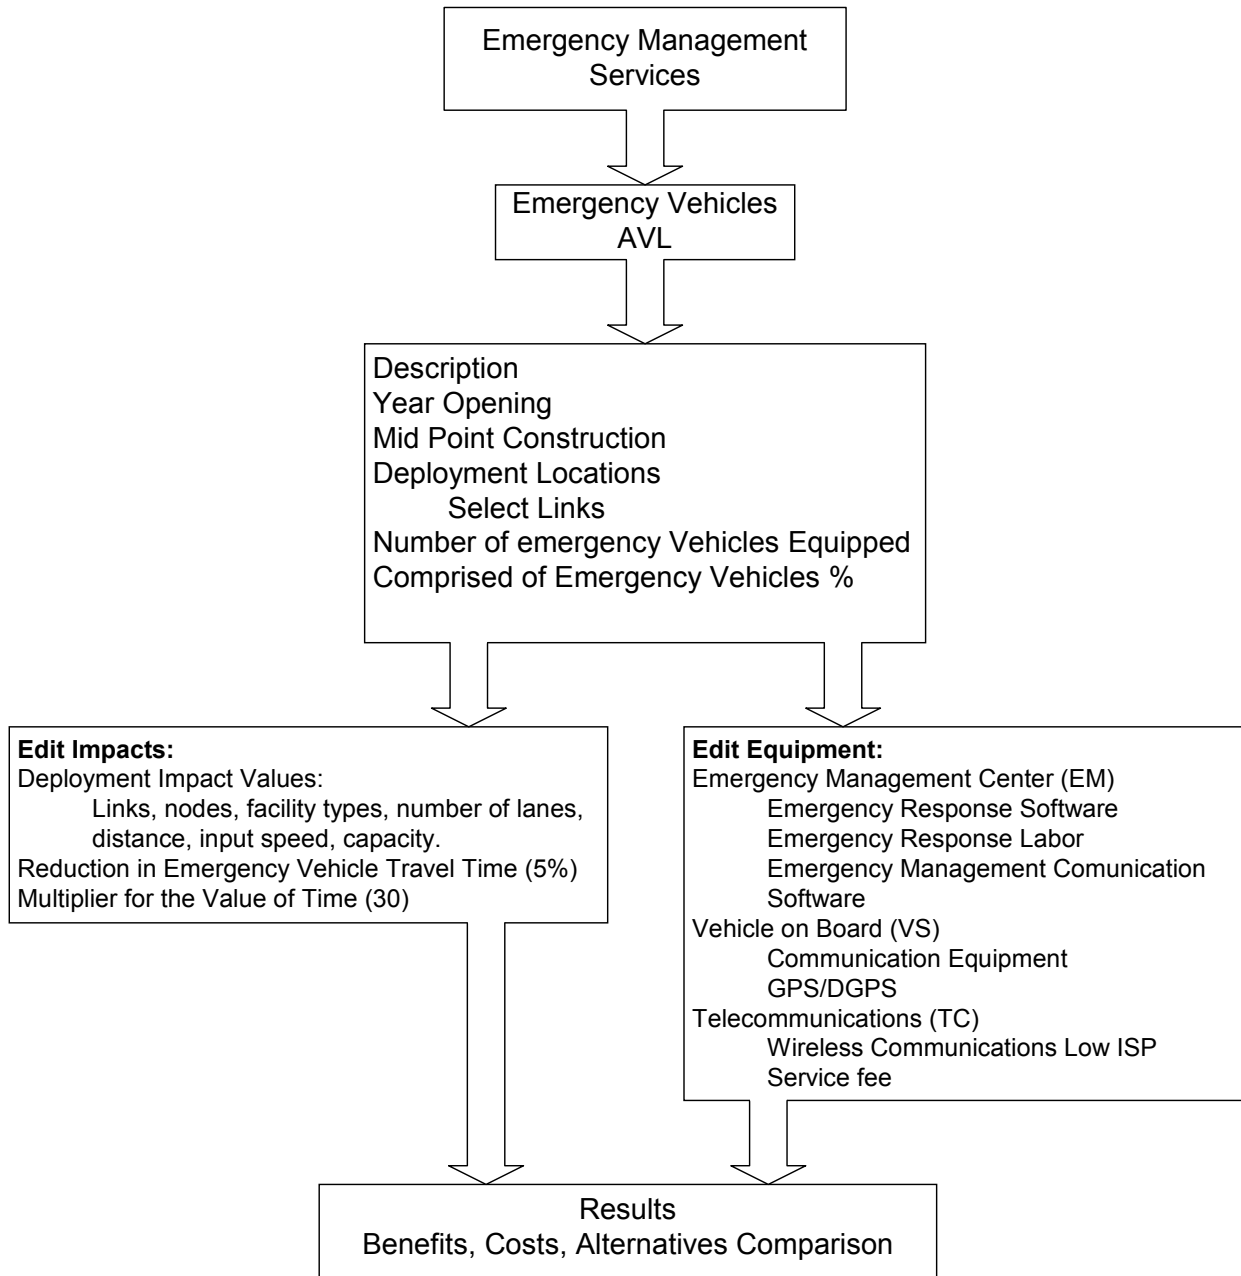 Emergency Management
Services
Emergency Vehicles
AVL
Description
Year Opening
Mid Point Construction
Deployment Locations
Select Links
Number of emergency Vehicles Equipped
Comprised of Emergency Vehicles %
Edit Impacts:
Deployment Impact Values:
Links, nodes, facility types, number of lanes,
distance, input speed, capacity.
Reduction in Emergency Vehicle Travel Time (5%)
Multiplier for the Value of Time (30)
Edit Equipment:
Emergency Management Center (EM)
Emergency Response Software
Emergency Response Labor
Emergency Management Comunication
Software
Vehicle on Board (VS)
Communication Equipment
GPS/DGPS
Telecommunications (TC)
Wireless Communications Low ISP
Service fee
Results
Benefits, Costs, Alternatives Comparison